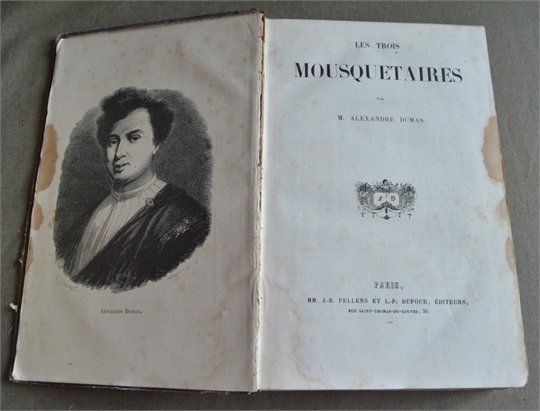 Alexandre Dumas.
LES TROIS
MOUSQUETAIRES
PAR
M. ALEXANDRE DUMAS.
PARIS,
MM. J.-B. FELLENS ET L.-P. DUFOUR, ÉDITEURS,
RUE SAINT-THOMAS-DU-LOUVRE, 30.